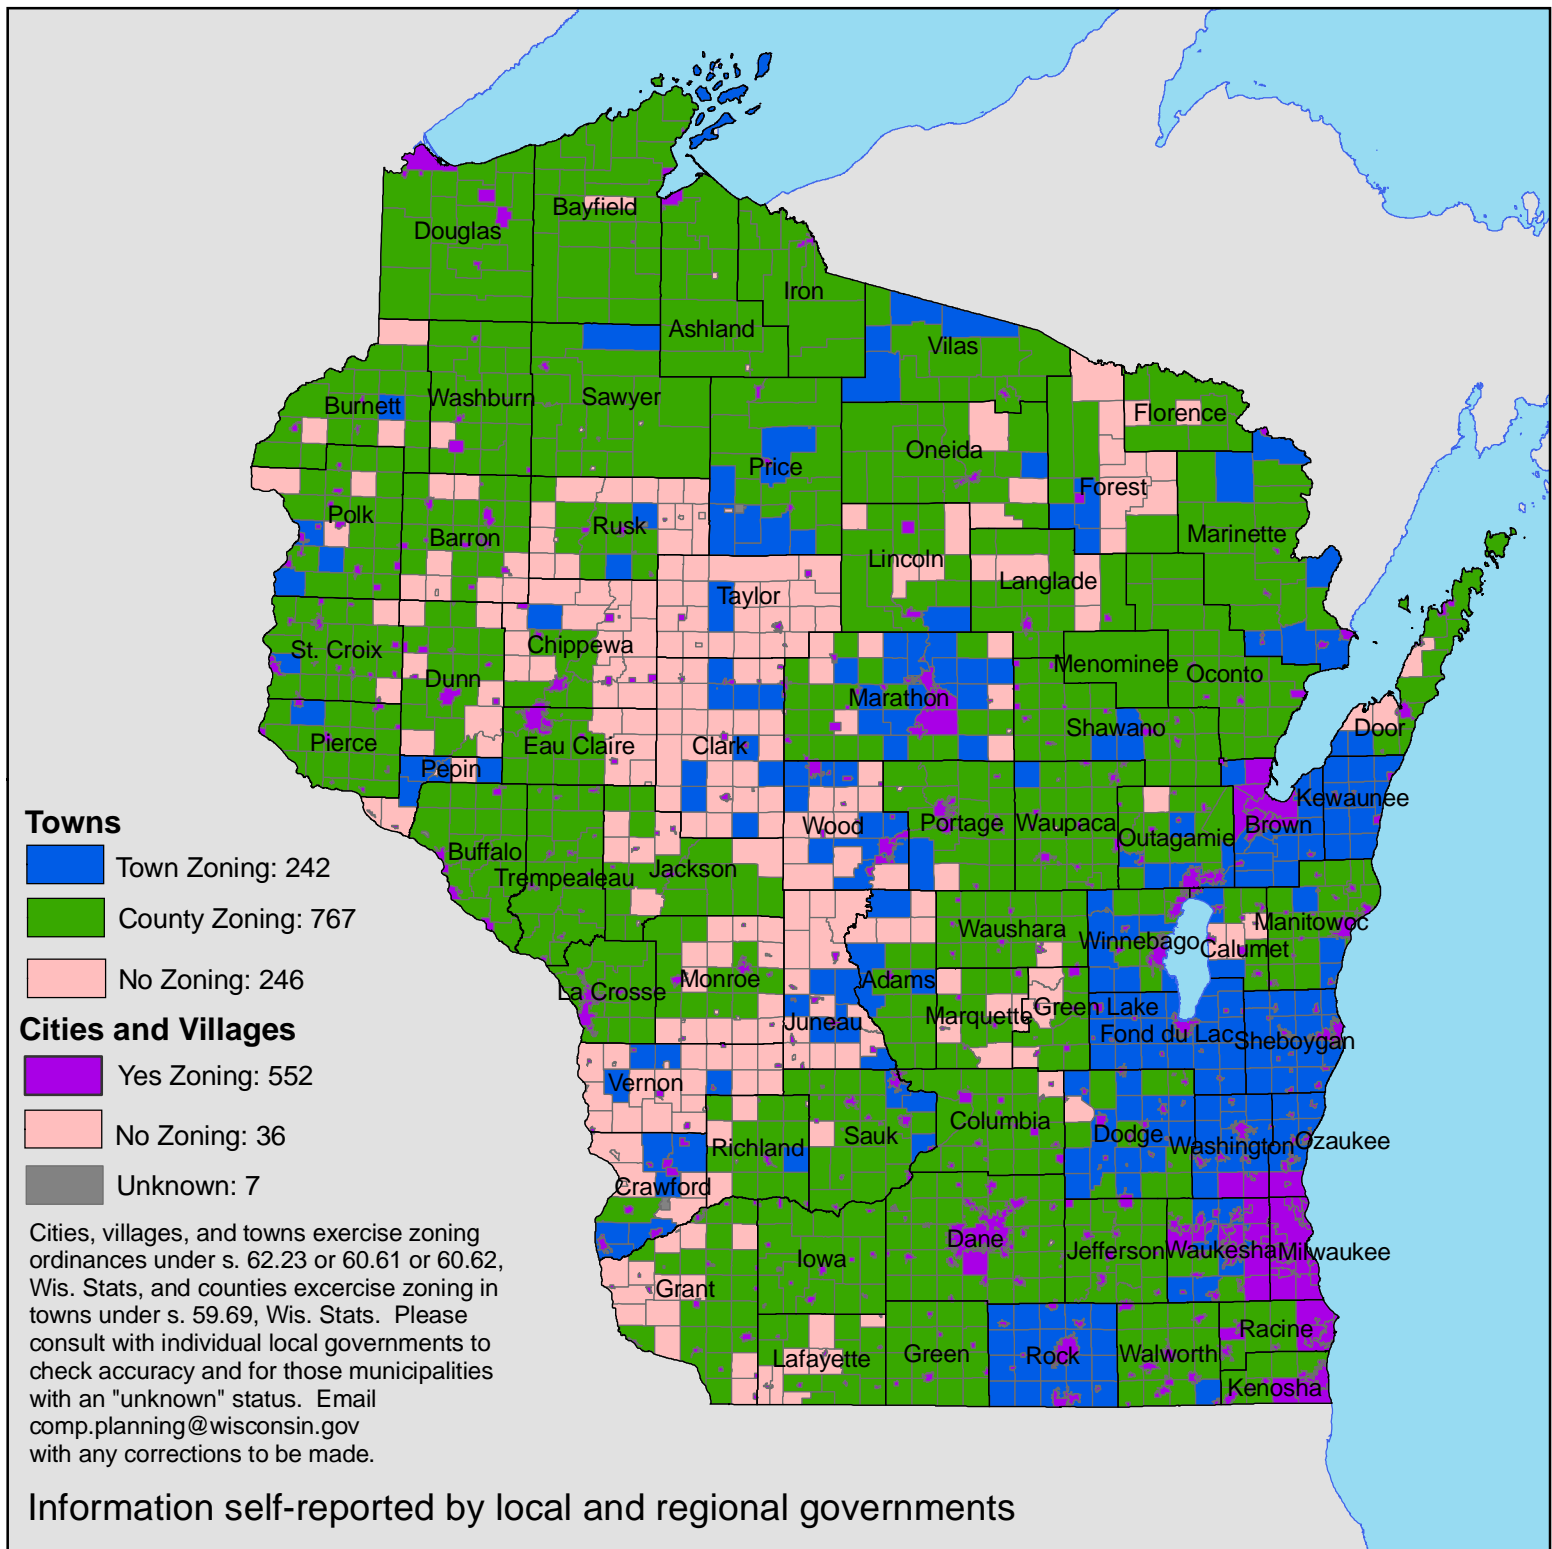 Bayfield
Douglas
Iron
Ashland
Vilas
Washburn
Sawyer
Burnett
Florence
Oneida
Price
Forest
Polk
Rusk
Barron
Marinette
Lincoln
Langlade
Taylor
Chippewa
St. Croix
Menominee
Oconto
Dunn
Marathon
Shawano
Door
Pierce
Eau Claire
Clark
Pepin
Kewaunee
Wood
Portage
Waupaca
Outagamie
Brown
Buffalo
Trempealeau
Jackson
Waushara
Manitowoc
Winnebago
Calumet
Monroe
Adams
La Crosse
Marquette
Green Lake
Juneau
Fond du Lac
Sheboygan
Vernon
Columbia
Sauk
Dodge
Richland
Washington
Ozaukee
Crawford
Dane
Iowa
Jefferson
Waukesha
Milwaukee
Grant
Racine
Lafayette
Green
Rock
Walworth
Kenosha
Towns
Town Zoning: 242
County Zoning: 767
No Zoning: 246
Cities and Villages
Yes Zoning: 552
No Zoning: 36
Unknown: 7
Cities, villages, and towns exercise zoning
ordinances under s. 62.23 or 60.61 or 60.62,
Wis. Stats, and counties excercise zoning in
towns under s. 59.69, Wis. Stats.  Please
consult with individual local governments to
check accuracy and for those municipalities
with an "unknown" status.  Email
comp.planning@wisconsin.gov
with any corrections to be made.
Information self-reported by local and regional governments